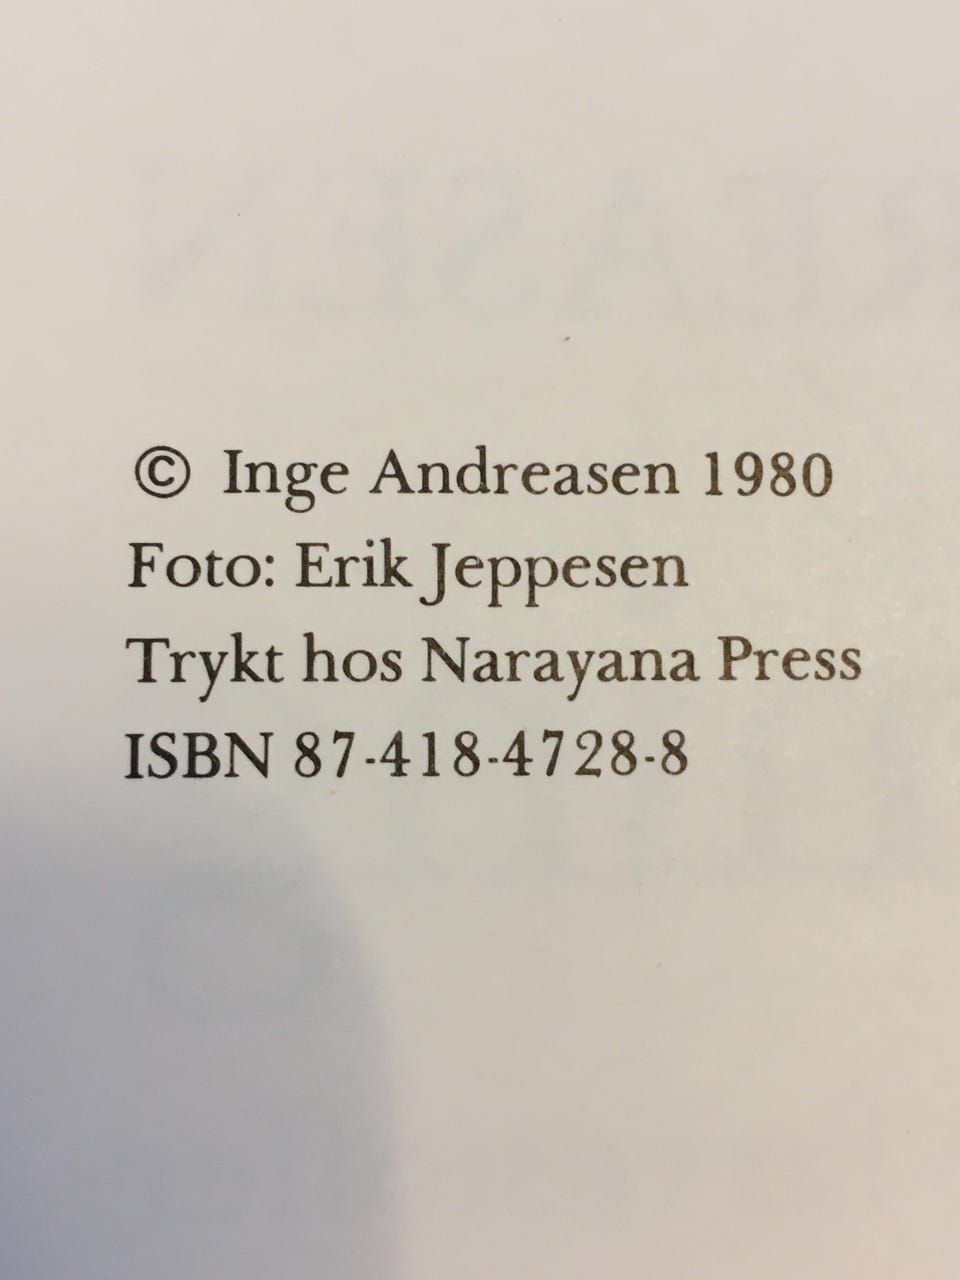 © Inge Andreasen 1980
Foto: Erik Jeppesen
Trykt hos Narayana Press
ISBN 87-418-4728-8